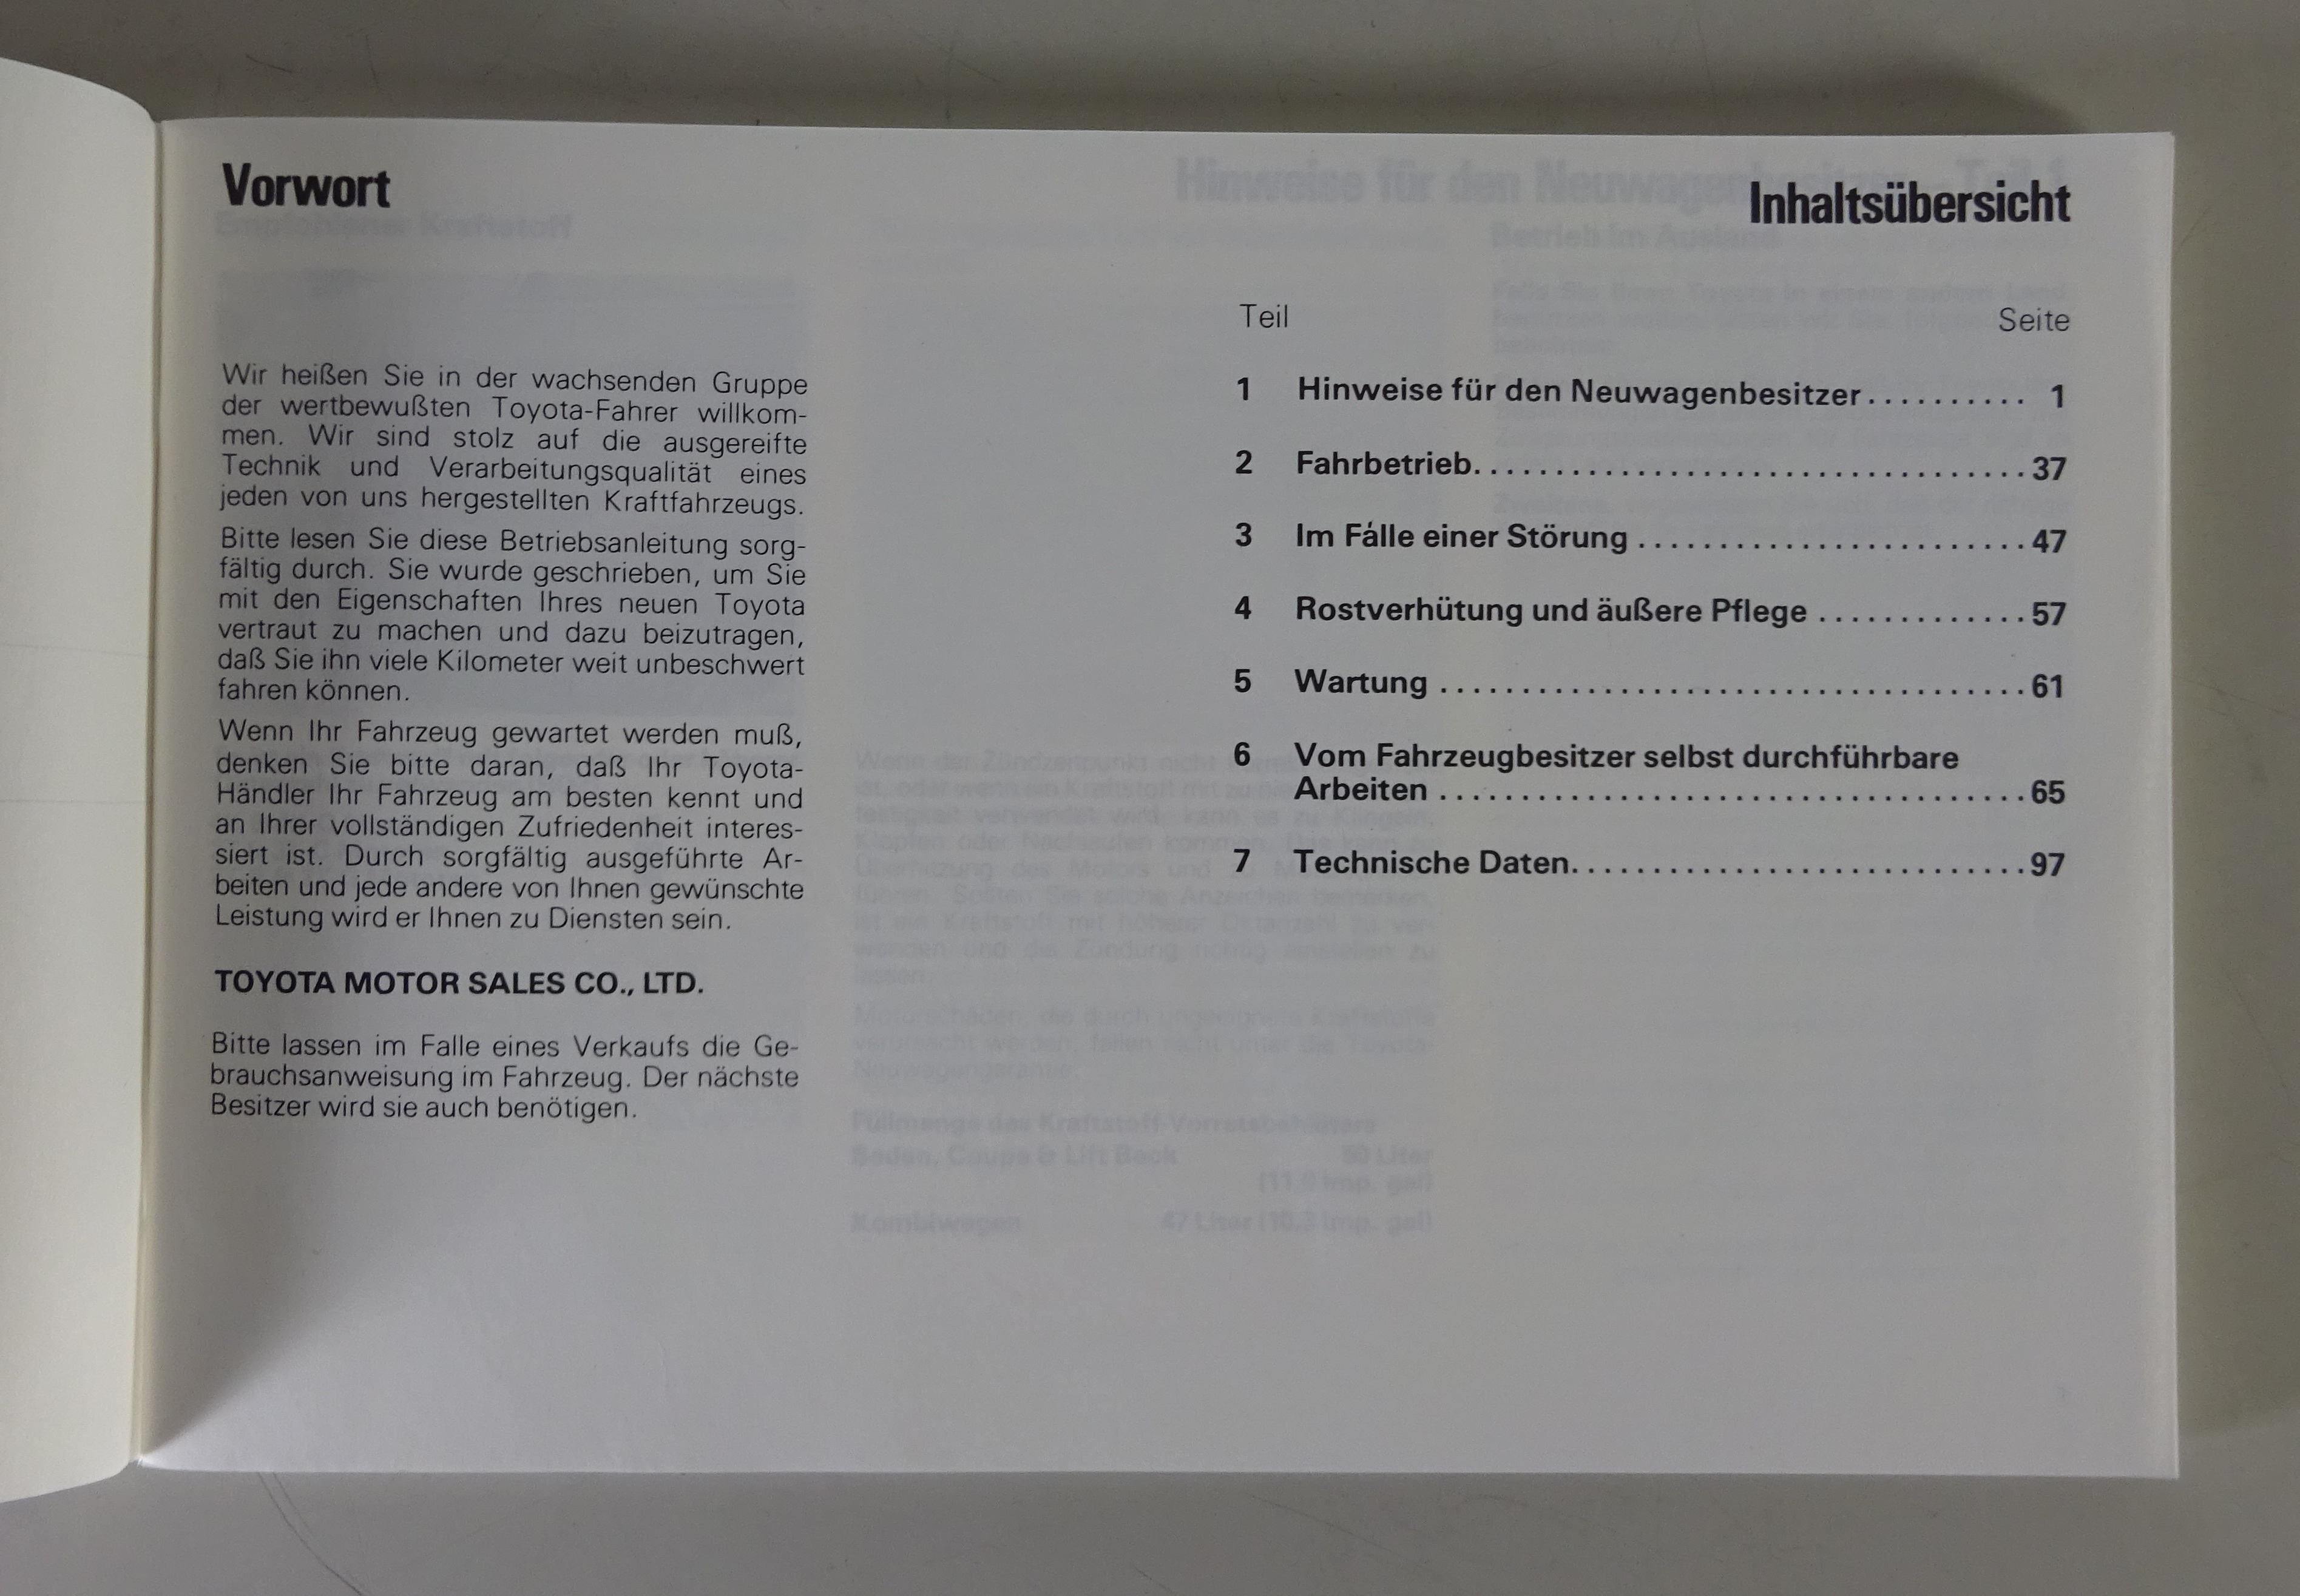 Vorwort
Wir heißen Sie in der wachsenden Gruppe
der wertbewußten Toyota-Fahrer willkom-
men. Wir sind stolz auf die ausgereifte
Technik und Verarbeitungsqualität eines
jeden von uns hergestellten Kraftfahrzeugs.
Bitte lesen Sie diese Betriebsanleitung sorg-
fältig durch. Sie wurde geschrieben, um Sie
mit den Eigenschaften Ihres neuen Toyota
vertraut zu machen und dazu beizutragen,
daß Sie ihn viele Kilometer weit unbeschwert
fahren können.
Wenn Ihr Fahrzeug gewartet werden muß,
denken Sie bitte daran, daß Ihr Toyota-
Händler Ihr Fahrzeug am besten kennt und
an Ihrer vollständigen Zufriedenheit interes-
siert ist. Durch sorgfältig ausgeführte Ar-
beiten und jede andere von Ihnen gewünschte
Leistung wird er Ihnen zu Diensten sein.
TOYOTA MOTOR SALES CO., LTD.
Bitte lassen im Falle eines Verkaufs die Ge-
brauchsanweisung im Fahrzeug. Der nächste
Besitzer wird sie auch benötigen.
Inhaltsübersicht
Teil Seite
1 Hinweise für den Neuwagenbesitzer.......... 1
2 Fahrbetrieb..................................37
3 Im Falle einer Störung ........................47
4 Rostverhütung und äußere Pflege .............57
5 Wartung ....................................61
6 Vom Fahrzeugbesitzer selbst durchführbare
Arbeiten ....................................65
7 Technische Daten............................97